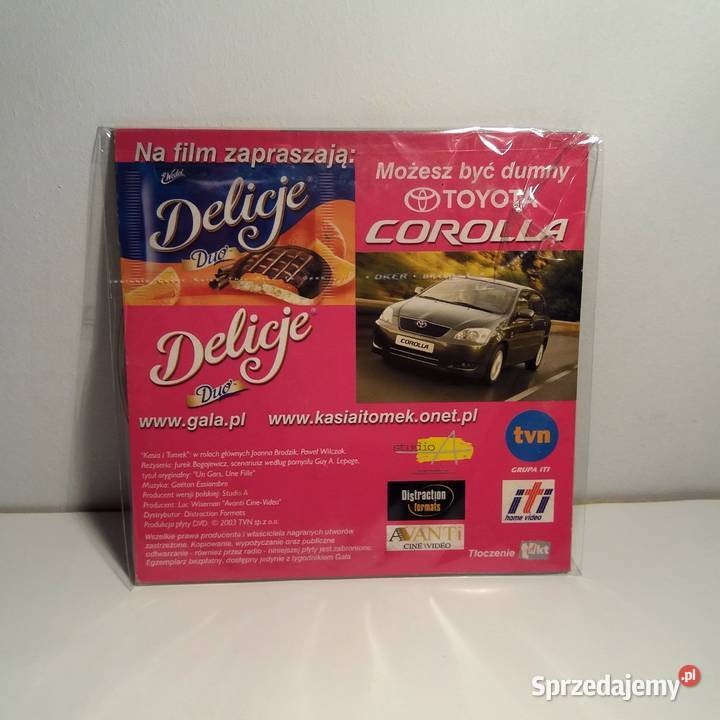 Na film zapraszają:
E. Wedel
Delicje
Duo
Delicje
Duo
Możesz być dumny
TOYOTA
COROLLA
COROLLA
www.gala.pl
www.kasiaitomek.onet.pl
"Kasia i Tomek": w rolach głównych Joanna Brodzik, Paweł Wilczak.
Reżyseria: Jurek Bogajewicz, scenariusz według pomysłu Guy A. Lepage,
tytuł oryginalny: "Un Gars, Une Fille"
Muzyka: Gaëtan Essiambre
Producent wersji polskiej: Studio A
Producent: Luc Wiseman "Avanti Cine-Video"
Dystrybutor: Distraction Formats
Produkcja płyty DVD: © 2003 TVN sp.z o.o.
Wszelkie prawa producenta i właściciela nagranych utworów
zastrzeżone. Kopiowanie, wypożyczanie oraz publiczne
odtwarzanie - również przez radio - niniejszej płyty jest zabronione.
Egzemplarz bezpłatny, dostępny jedynie z tygodnikiem Gala
studio A
Distraction
formats
AVANTI
CINÉ VIDÉO
tvn
GRUPA ITI
iti
home video
Tłoczenie takt
Sprzedajemy.pl